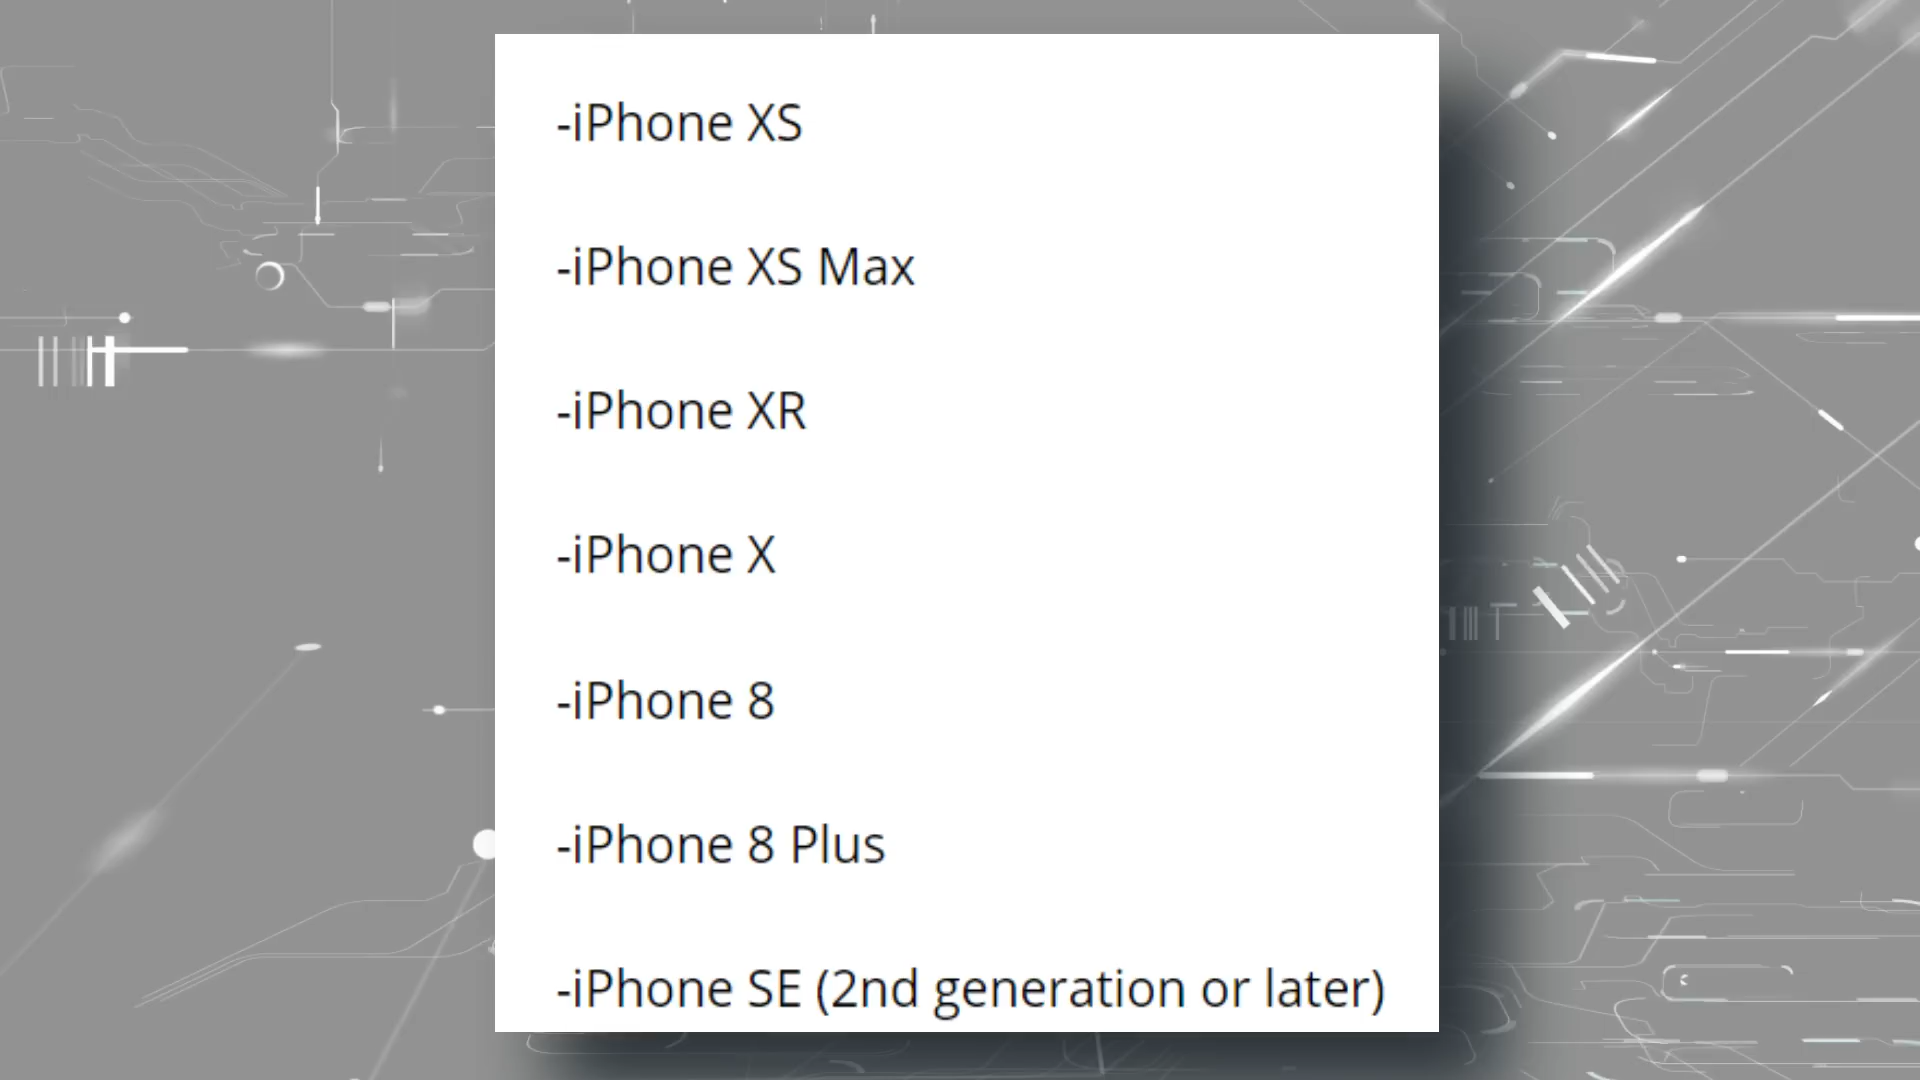 -iPhone XS
-iPhone XS Max
-iPhone XR
-iPhone X
-iPhone 8
-iPhone 8 Plus
-iPhone SE (2nd generation or later)